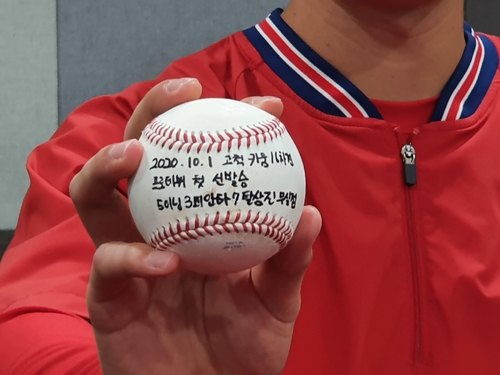 2020.10.1 고척 키움 11차전
프로데뷔 첫 선발승
5이닝 3피안타 7탈삼진 무실점